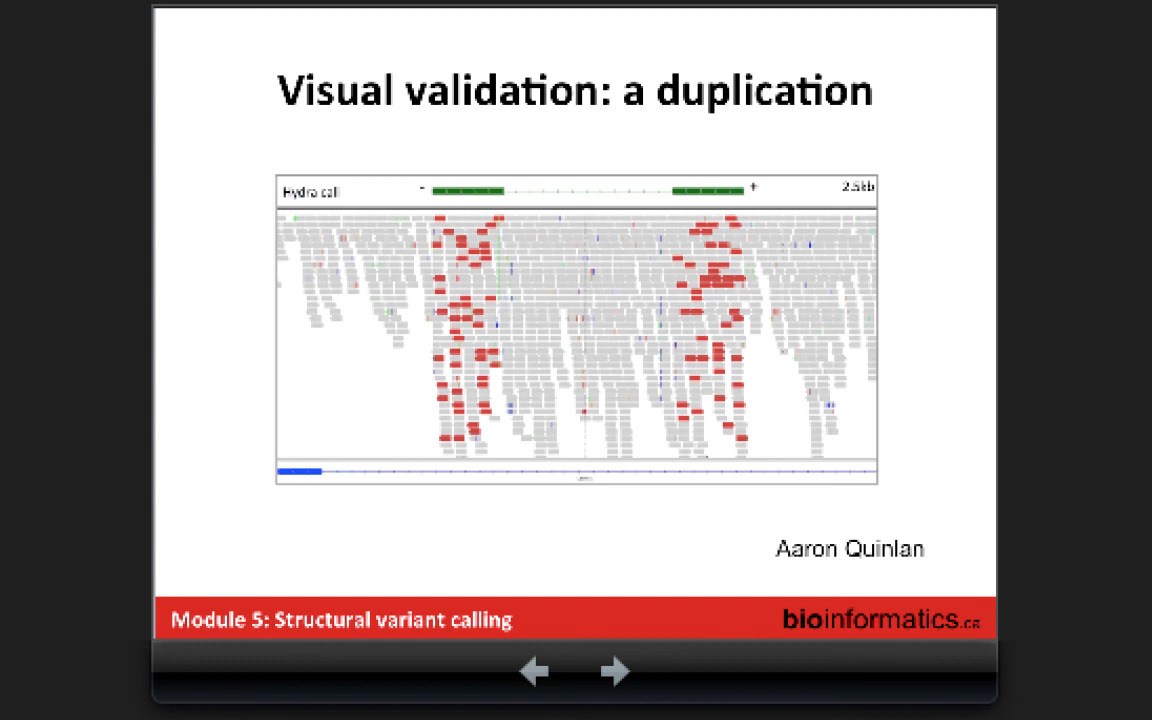 Visual validation: a duplication
Hydra call - + 2.5kb
Aaron Quinlan
Module 5: Structural variant calling
bioinformatics.ca